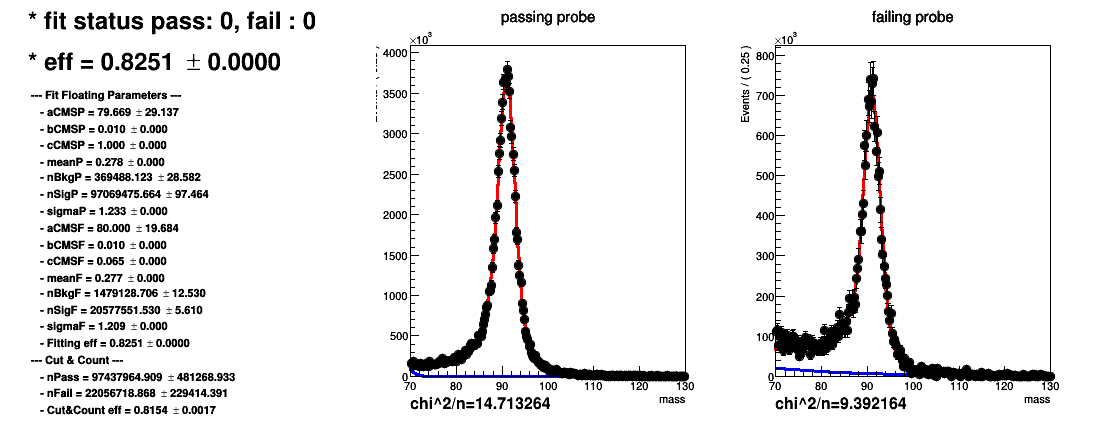 * fit status pass: 0, fail : 0
* eff = 0.8251 ± 0.0000
--- Fit Floating Parameters ---
- aCMSP = 79.669 ± 29.137
- bCMSP = 0.010 ± 0.000
- cCMSP = 1.000 ± 0.000
- meanP = 0.278 ± 0.000
- nBkgP = 369488.123 ± 28.582
- nSigP = 97069475.664 ± 97.464
- sigmaP = 1.233 ± 0.000
- aCMSF = 80.000 ± 19.684
- bCMSF = 0.010 ± 0.000
- cCMSF = 0.065 ± 0.000
- meanF = 0.277 ± 0.000
- nBkgF = 1479128.706 ± 12.530
- nSigF = 20577551.530 ± 5.610
- sigmaF = 1.209 ± 0.000
- Fitting eff = 0.8251 ± 0.0000
--- Cut & Count ---
- nPass = 97437964.909 ± 481268.933
- nFail = 22056718.868 ± 229414.391
- Cut&Count eff = 0.8154 ± 0.0017
passing probe
×10³
4000
3500
3000
2500
2000
1500
1000
500
0
70 80 90 100 110 120 130
mass
chi^2/n=14.713264
failing probe
×10³
Events / ( 0.25 )
800
700
600
500
400
300
200
100
0
70 80 90 100 110 120 130
mass
chi^2/n=9.392164